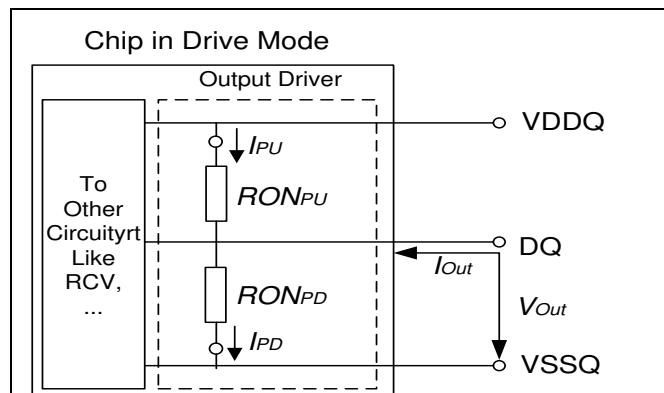 Chip in Drive Mode
Output Driver
VDDQ
IPU
To
Other
Circuityrt
Like
RCV,
...
RONPU
DQ
IOut
RONPD
VOut
IPD
VSSQ